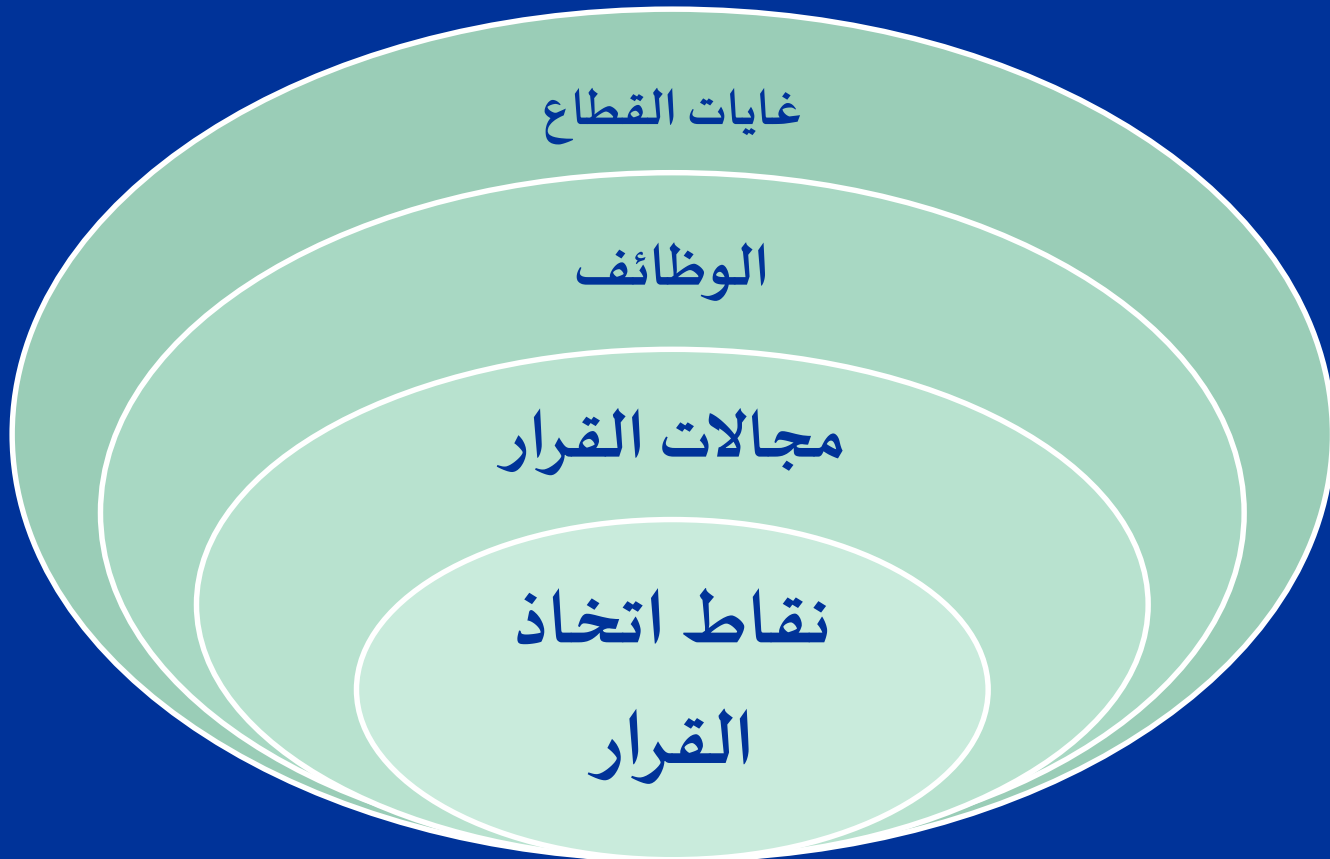 غايات القطاع
الوظائف
مجالات القرار
نقاط اتخاذ
القرار